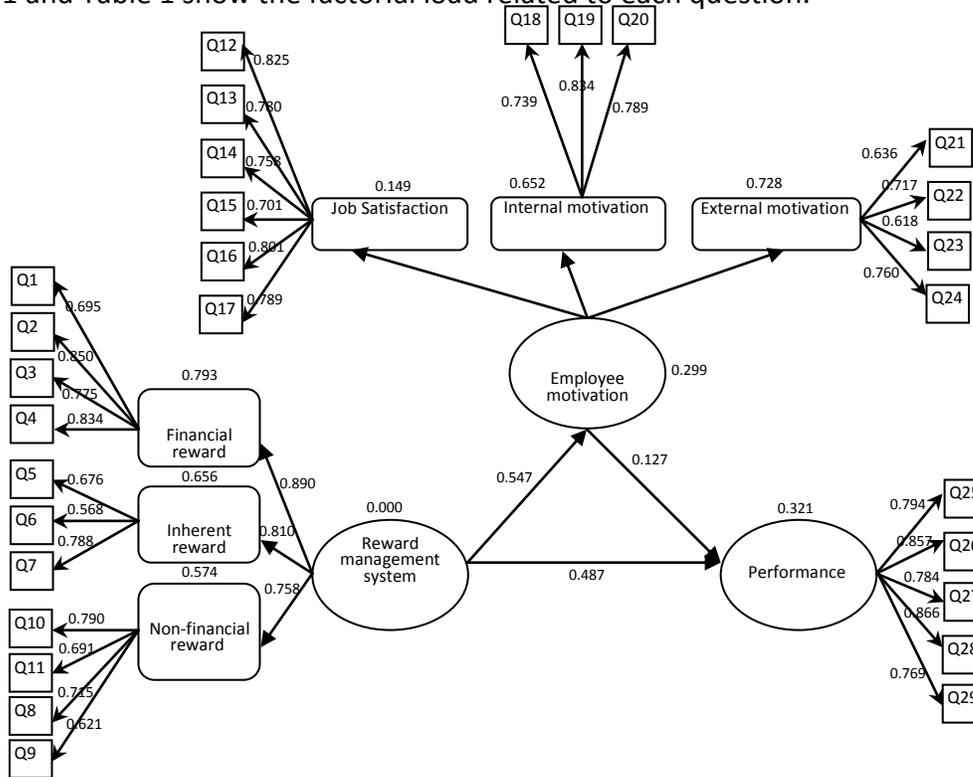 1 and Table 1 show the factorial load related to each question.
Q18
Q19
Q20
0.739
0.834
0.789
Q12
Q13
Q14
Q15
Q16
Q17
0.825
0.780
0.758
0.701
0.801
0.789
0.149
Job Satisfaction
0.652
Internal motivation
0.728
External motivation
0.636
0.717
0.618
0.760
Q21
Q22
Q23
Q24
Employee
motivation
0.299
Q1
Q2
Q3
Q4
0.695
0.850
0.775
0.834
0.793
Financial
reward
Q5
Q6
Q7
0.676
0.568
0.788
0.656
Inherent
reward
Q10
Q11
Q8
Q9
0.790
0.691
0.715
0.621
0.574
Non-financial
reward
0.890
0.810
0.758
0.000
Reward
management
system
0.547
0.127
0.487
0.321
Performance
0.794
0.857
0.784
0.866
0.769
Q25
Q26
Q27
Q28
Q29